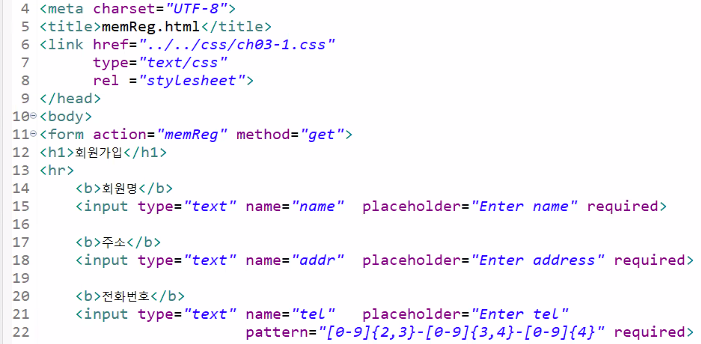 4 <meta charset="UTF-8">
5 <title>memReg.html</title>
6 <link href="../../css/ch03-1.css"
7       type="text/css"
8       rel ="stylesheet">
9 </head>
10 <body>
11 <form action="memReg" method="get">
12 <h1>회원가입</h1>
13 <hr>
14     <b>회원명</b>
15     <input type="text" name="name"  placeholder="Enter name" required>
16
17     <b>주소</b>
18     <input type="text" name="addr"  placeholder="Enter address" required>
19
20     <b>전화번호</b>
21     <input type="text" name="tel"   placeholder="Enter tel"
22                        pattern="[0-9]{2,3}-[0-9]{3,4}-[0-9]{4}" required>